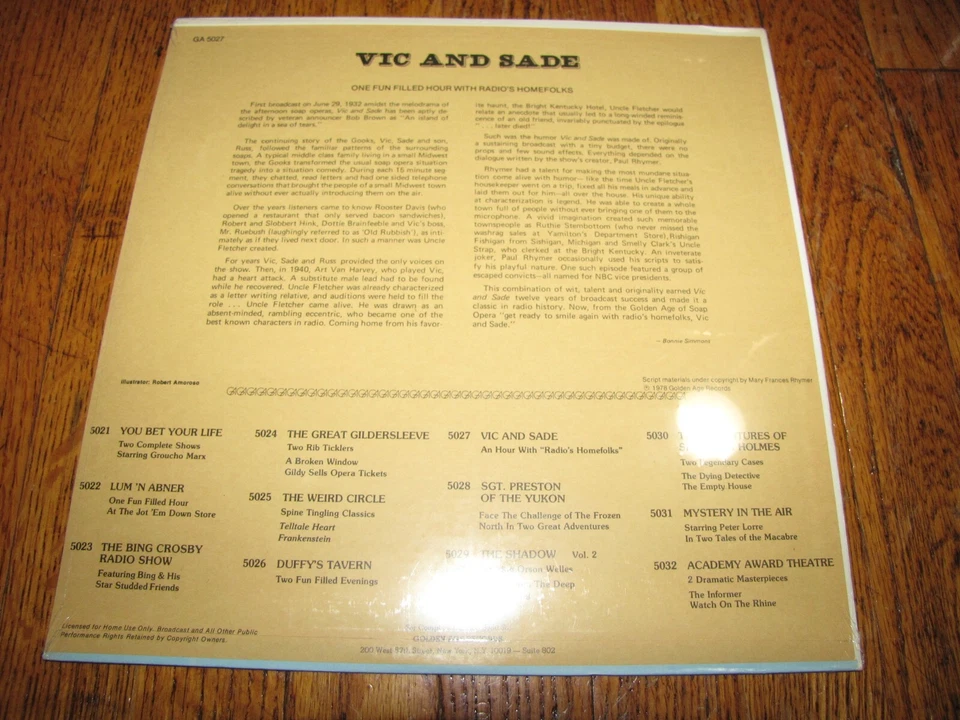 GA 5027
VIC AND SADE
ONE FUN FILLED HOUR WITH RADIO'S HOMEFOLKS
First broadcast on June 29, 1932 amidst the melodrama of
the afternoon soap operas, Vic and Sade has been aptly de-
scribed by veteran announcer Bob Brown as "An island of
delight in a sea of tears."
The continuing story of the Gooks; Vic, Sade and son,
Russ, followed the familiar patterns of the surrounding
soaps. A typical middle class family living in a small Midwest
town, the Gooks transformed the usual soap opera situation
tragedy into a situation comedy. During each 15 minute seg
ment, they chatted, read letters and had one sided telephone
conversations that brought the people of a small Midwest town
alive without ever actually introducing them on the air.
Over the years listeners came to know Rooster Davis (who
opened a restaurant that only served bacon sandwiches),
Robert and Slobbert Hink, Dottie Brainfeeble and Vic's boss,
Mr. Ruebush (laughingly referred to as 'Old Rubbish'), as inti-
mately as if they lived next door. In such a manner was Uncle
Fletcher created.
For years Vic, Sade and Russ provided the only voices on
the show. Then, in 1940, Art Van Harvey, who played Vic,
had a heart attack. A substitute male lead had to be found
while he recovered. Uncle Fletcher was already characterized
as a letter writing relative, and auditions were held to fill the
role . . . Uncle Fletcher came alive. He was drawn as an
absent-minded, rambling eccentric, who became one of the
best known characters in radio. Coming home from his favor-
ite haunt, the Bright Kentucky Hotel, Uncle Fletcher would
relate an anecdote that usually led to a long-winded reminis-
cence of an old friend, invariably punctuated by the epilogue
". . . later died!"
Such was the humor Vic and Sade was made of. Originally
a sustaining broadcast with a tiny budget, there were no
props and few sound effects. Everything depended on the
dialogue written by the show's creator, Paul Rhymer.
Rhymer had a talent for making the most mundane situa-
tion come alive with humor—like the time Uncle Fletcher's
housekeeper went on a trip, fixed all his meals in advance and
laid them out for him—all over the house. His unique ability
at characterization is legend. He was able to create a whole
town full of people without ever bringing one of them to the
microphone. A vivid imagination created such memorable
townspeople as Ruthie Stembottom (who never missed the
washrag sales at Yamilton's Department Store), Rishigan
Fishigan from Sishigan, Michigan and Smelly Clark's Uncle
Strap, who clerked at the Bright Kentucky. An inveterate
joker, Paul Rhymer occasionally used his scripts to satis-
fy his playful nature. One such episode featured a group of
escaped convicts—all named for NBC vice presidents.
This combination of wit, talent and originality earned Vic
and Sade twelve years of broadcast success and made it a
classic in radio history. Now, from the Golden Age of Soap
Opera "get ready to smile again with radio's homefolks, Vic
and Sade."
— Bonnie Simmons
Illustrator: Robert Amoroso
Script materials under copyright by Mary Frances Rhymer
℗ 1978 Golden Age Records
5021 YOU BET YOUR LIFE
Two Complete Shows
Starring Groucho Marx
5022 LUM 'N ABNER
One Fun Filled Hour
At The Jot 'Em Down Store
5023 THE BING CROSBY
RADIO SHOW
Featuring Bing & His
Star Studded Friends
5024 THE GREAT GILDERSLEEVE
Two Rib Ticklers
A Broken Window
Gildy Sells Opera Tickets
5025 THE WEIRD CIRCLE
Spine Tingling Classics
Telltale Heart
Frankenstein
5026 DUFFY'S TAVERN
Two Fun Filled Evenings
5027 VIC AND SADE
An Hour With "Radio's Homefolks"
5028 SGT. PRESTON
OF THE YUKON
Face The Challenge of The Frozen
North In Two Great Adventures
5029 THE SHADOW Vol. 2
Orson Welles
The Deep
5030 OF
HOLMES
Two Legendary Cases
The Dying Detective
The Empty House
5031 MYSTERY IN THE AIR
Starring Peter Lorre
In Two Tales of the Macabre
5032 ACADEMY AWARD THEATRE
2 Dramatic Masterpieces
The Informer
Watch On The Rhine
Licensed for Home Use Only. Broadcast and All Other Public
Performance Rights Retained by Copyright Owners.
GOLDEN
200 West 57th Street, New York, N.Y. 10019 — Suite 802